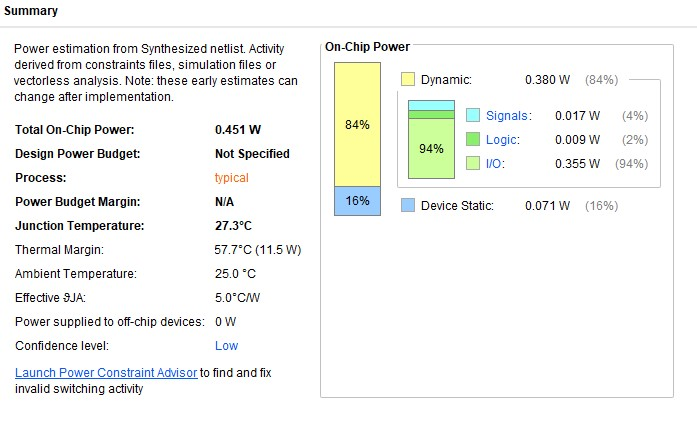 Summary
Power estimation from Synthesized netlist. Activity
derived from constraints files, simulation files or
vectorless analysis. Note: these early estimates can
change after implementation.
Total On-Chip Power: 0.451 W
Design Power Budget: Not Specified
Process: typical
Power Budget Margin: N/A
Junction Temperature: 27.3°C
Thermal Margin: 57.7°C (11.5 W)
Ambient Temperature: 25.0 °C
Effective ϑJA: 5.0°C/W
Power supplied to off-chip devices: 0 W
Confidence level: Low
Launch Power Constraint Advisor to find and fix
invalid switching activity
On-Chip Power
84%
16%
Dynamic: 0.380 W (84%)
94%
Signals: 0.017 W (4%)
Logic: 0.009 W (2%)
I/O: 0.355 W (94%)
Device Static: 0.071 W (16%)